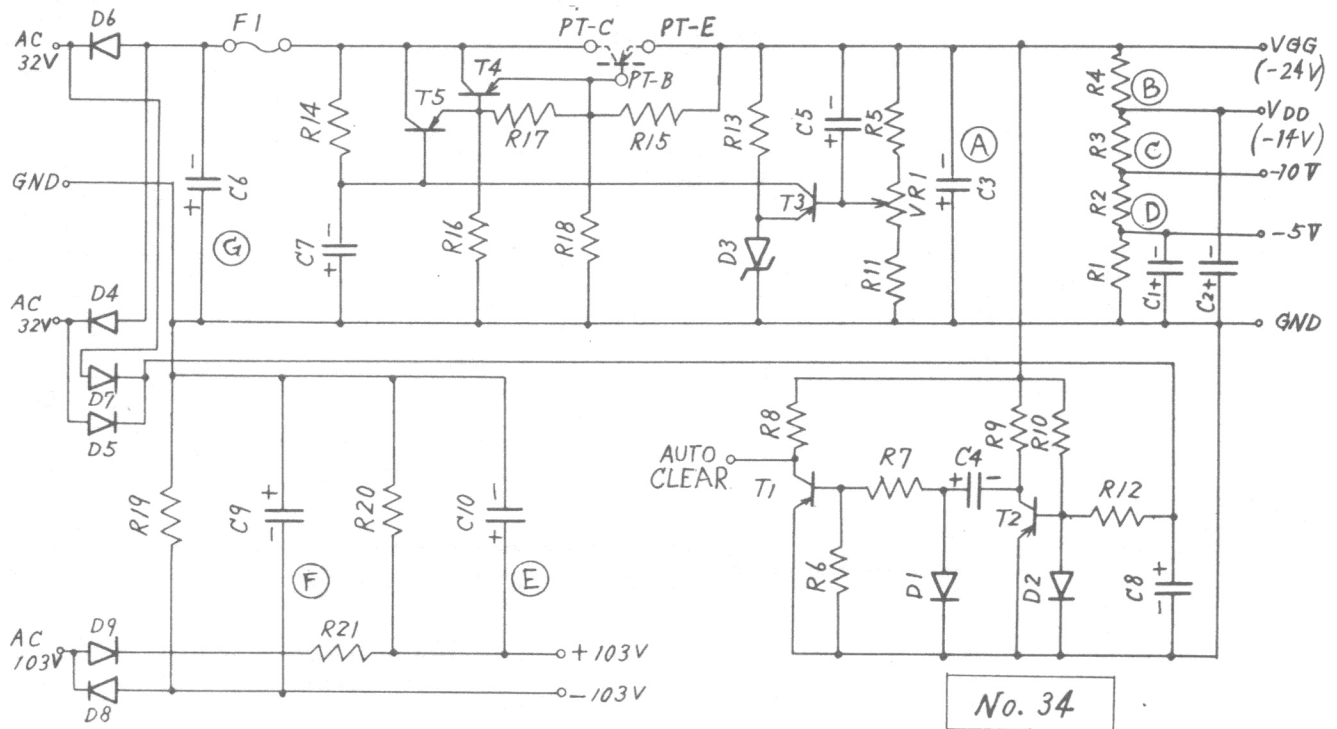 D6
F1
PT-C
PT-E
AC
32V
VGG
(-24V)
T4
PT-B
T5
R14
R17
R15
R13
C5
R5
A
R4
B
VDD
(-14V)
R3
C
-10V
GND
C6
C3
T3
VR1
R2
D
-5V
G
C7
R16
R18
D3
R11
R1
C1
C2
D4
AC
32V
GND
D7
D5
R8
R9
R10
AUTO
CLEAR
T1
R7
C4
T2
R12
R19
C9
R20
C10
R6
D1
D2
C8
F
E
D9
R21
AC
103V
+103V
D8
-103V
No. 34